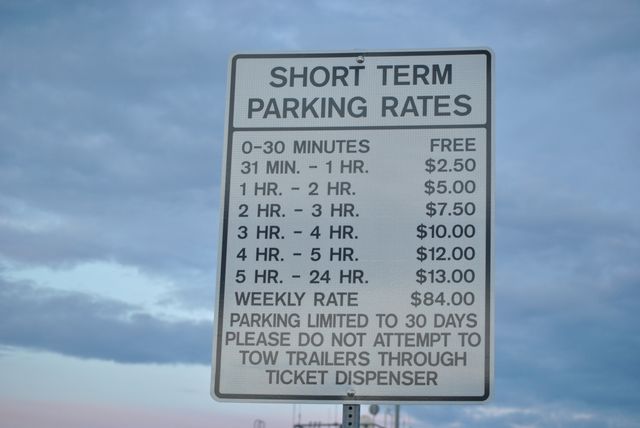 SHORT TERM
PARKING RATES
0-30 MINUTES FREE
31 MIN. - 1 HR. $2.50
1 HR. - 2 HR. $5.00
2 HR. - 3 HR. $7.50
3 HR. - 4 HR. $10.00
4 HR. - 5 HR. $12.00
5 HR. - 24 HR. $13.00
WEEKLY RATE $84.00
PARKING LIMITED TO 30 DAYS
PLEASE DO NOT ATTEMPT TO
TOW TRAILERS THROUGH
TICKET DISPENSER